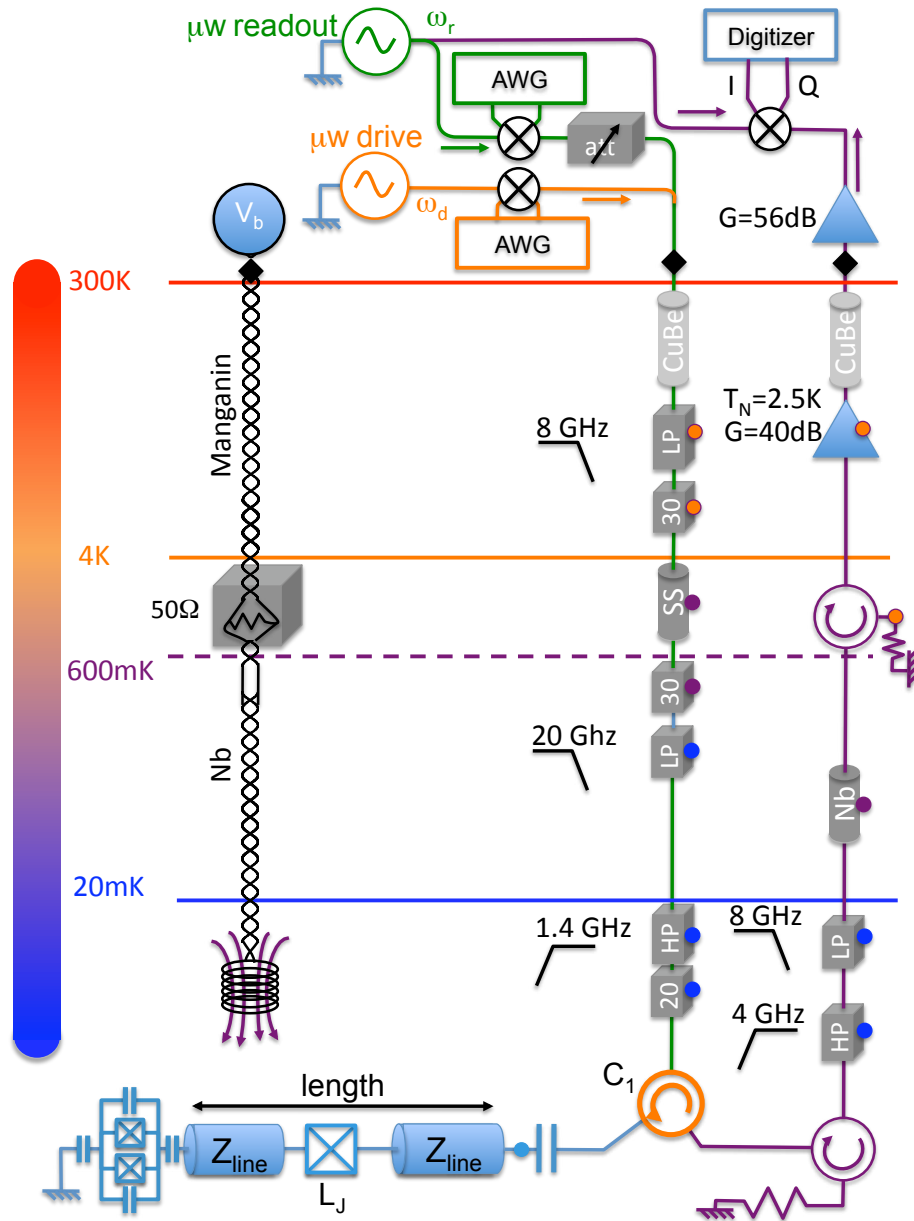 μw readout
ω_r
Digitizer
I
Q
AWG
att
μw drive
ω_d
AWG
V_b
G=56dB
300K
Manganin
CuBe
CuBe
T_N=2.5K
G=40dB
8 GHz
LP
30
4K
50Ω
SS
600mK
30
20 Ghz
LP
Nb
Nb
20mK
1.4 GHz
HP
8 GHz
LP
20
4 GHz
HP
C_1
length
Z_line
Z_line
L_J